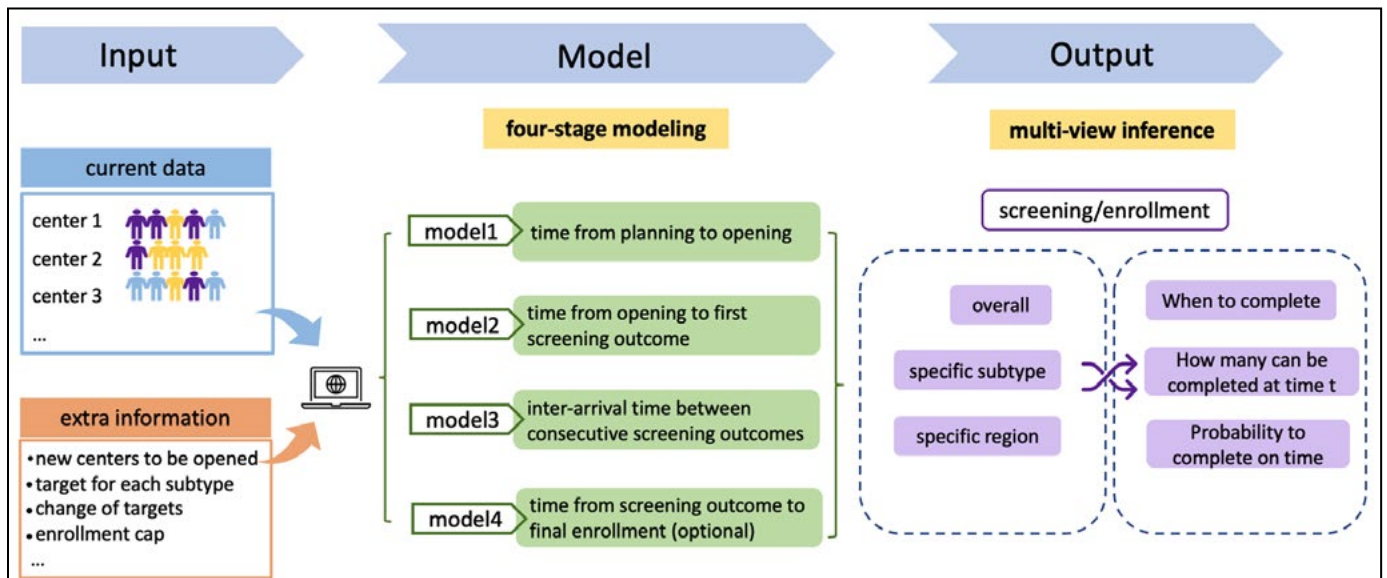 Input
Model
Output
four-stage modeling
multi-view inference
current data
center 1
center 2
center 3
...
extra information
•new centers to be opened
•target for each subtype
•change of targets
•enrollment cap
...
model1
time from planning to opening
model2
time from opening to first
screening outcome
model3
inter-arrival time between
consecutive screening outcomes
model4
time from screening outcome to
final enrollment (optional)
screening/enrollment
overall
specific subtype
specific region
When to complete
How many can be
completed at time t
Probability to
complete on time